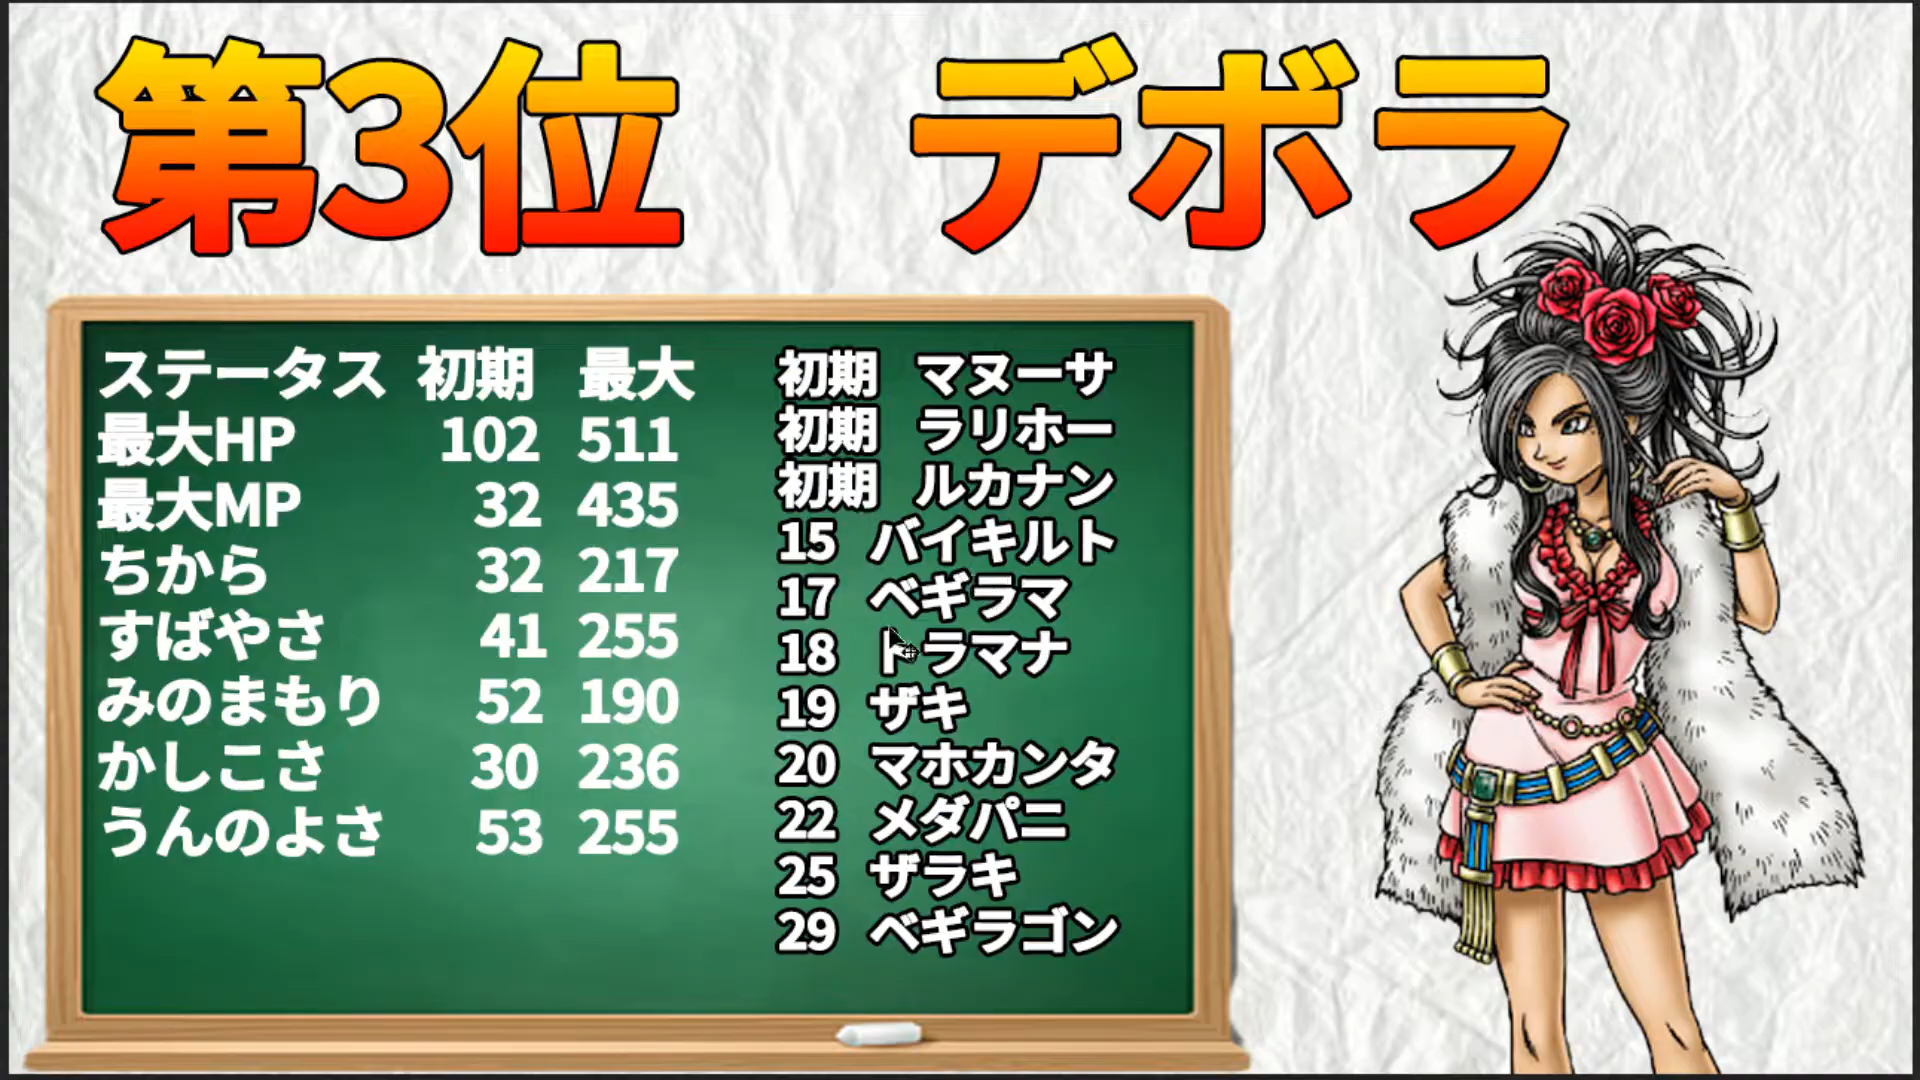 第3位 デボラ
ステータス 初期 最大
最大HP 102 511
最大MP 32 435
ちから 32 217
すばやさ 41 255
みのまもり 52 190
かしこさ 30 236
うんのよさ 53 255
初期 マヌーサ
初期 ラリホー
初期 ルカナン
15 バイキルト
17 ベギラマ
18 トラマナ
19 ザキ
20 マホカンタ
22 メダパニ
25 ザラキ
29 ベギラゴン